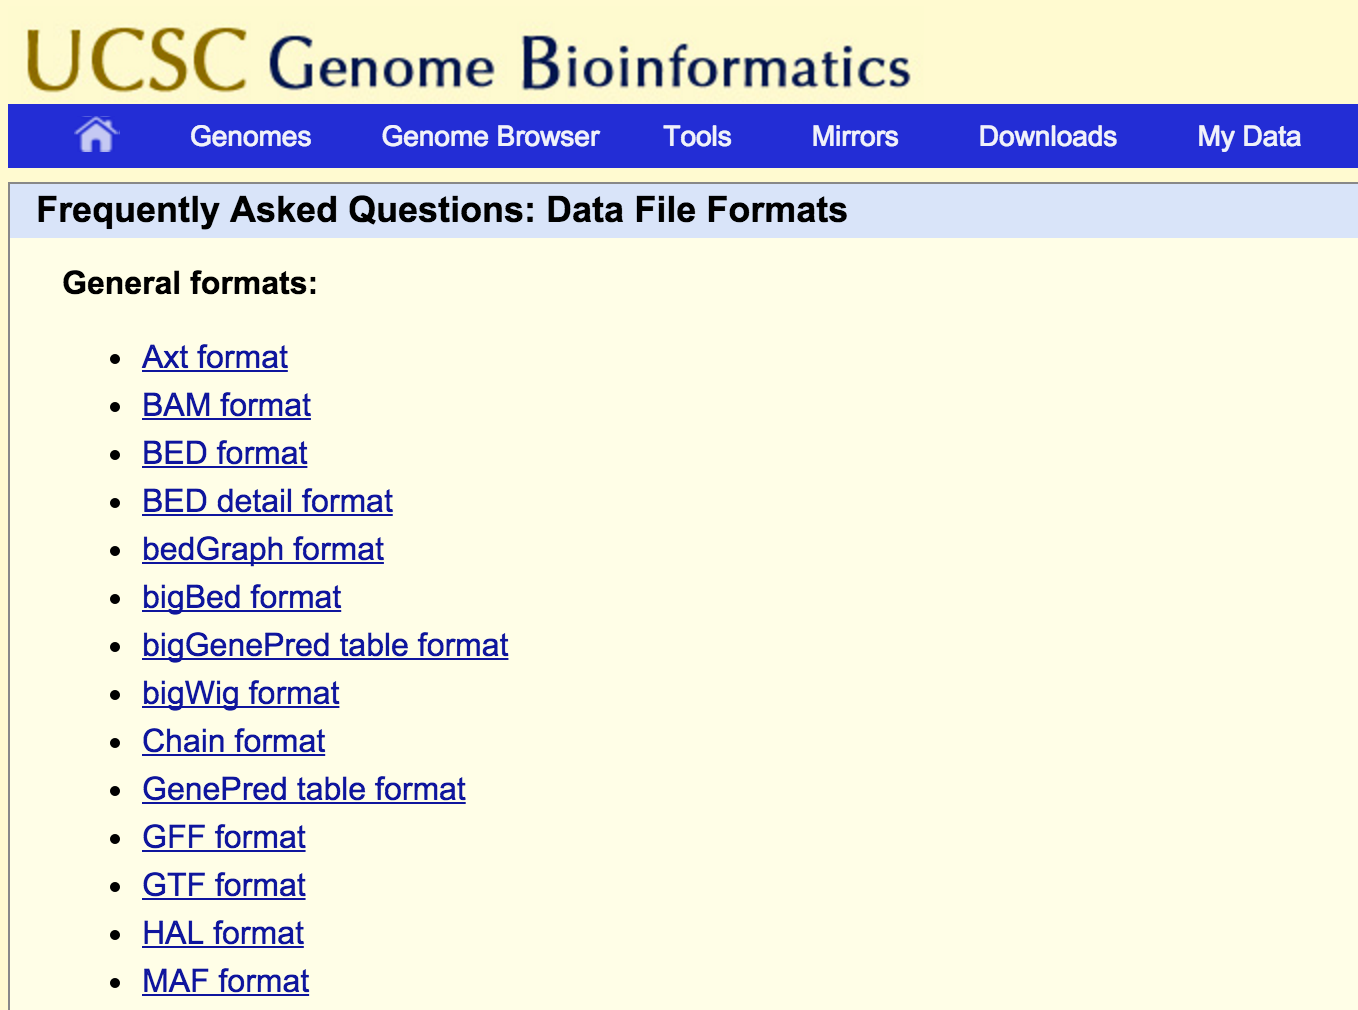 UCSC Genome Bioinformatics
Genomes Genome Browser Tools Mirrors Downloads My Data
Frequently Asked Questions: Data File Formats
General formats:
• Axt format
• BAM format
• BED format
• BED detail format
• bedGraph format
• bigBed format
• bigGenePred table format
• bigWig format
• Chain format
• GenePred table format
• GFF format
• GTF format
• HAL format
• MAF format